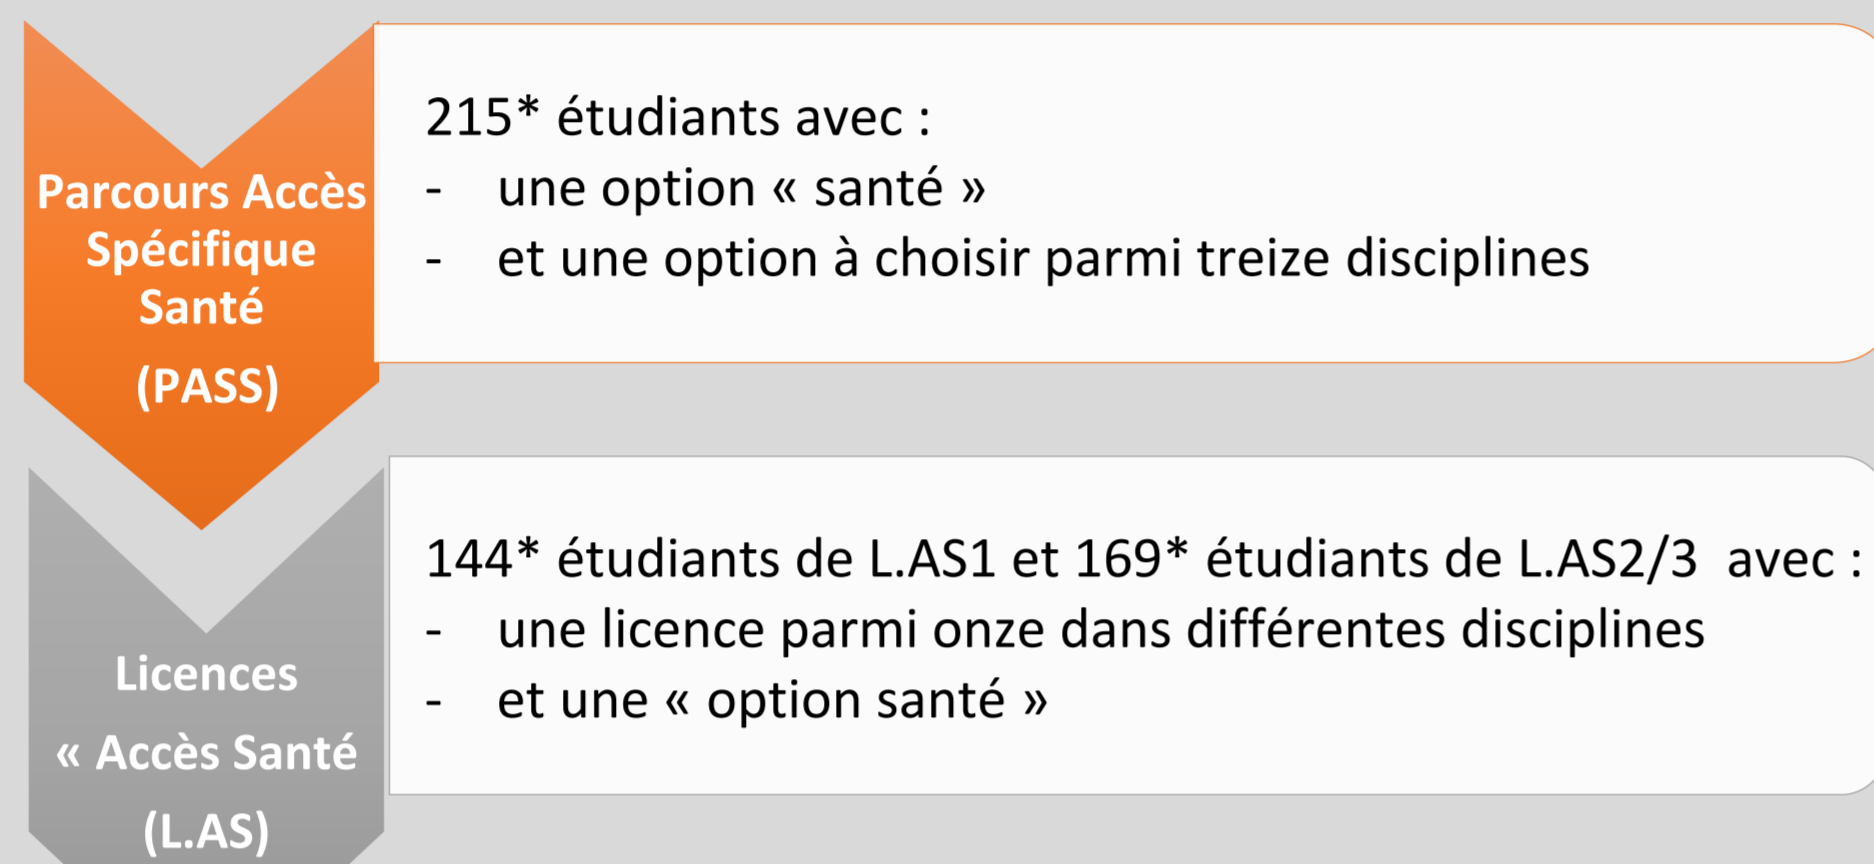 Parcours Accès
Spécifique
Santé
(PASS)
215* étudiants avec :
- une option « santé »
- et une option à choisir parmi treize disciplines
Licences
« Accès Santé
(L.AS)
144* étudiants de L.AS1 et 169* étudiants de L.AS2/3 avec :
- une licence parmi onze dans différentes disciplines
- et une « option santé »